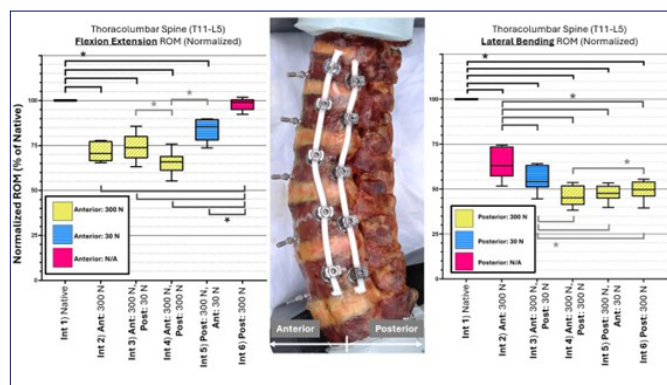 Thoracolumbar Spine (T11-L5)
Flexion Extension ROM (Normalized)
*
*
*
*
Normalized ROM (% of Native)
100
75
50
25
0
Anterior: 300 N
Anterior: 30 N
Anterior: N/A
Int 1) Native
Int 2) Ant: 300 N
Int 3) Ant: 300 N,
Post: 30 N
Int 4) Ant: 300 N,
Post: 300 N
Int 5) Post: 300 N,
Ant: 30 N
Int 6) Post: 300 N
Anterior
Posterior
Thoracolumbar Spine (T11-L5)
Lateral Bending ROM (Normalized)
*
*
*
*
100
75
50
25
0
Posterior: 300 N
Posterior: 30 N
Posterior: N/A
Int 1) Native
Int 2) Ant: 300 N
Int 3) Ant: 300 N,
Post: 30 N
Int 4) Ant: 300 N,
Post: 300 N
Int 5) Post: 300 N,
Ant: 30 N
Int 6) Post: 300 N